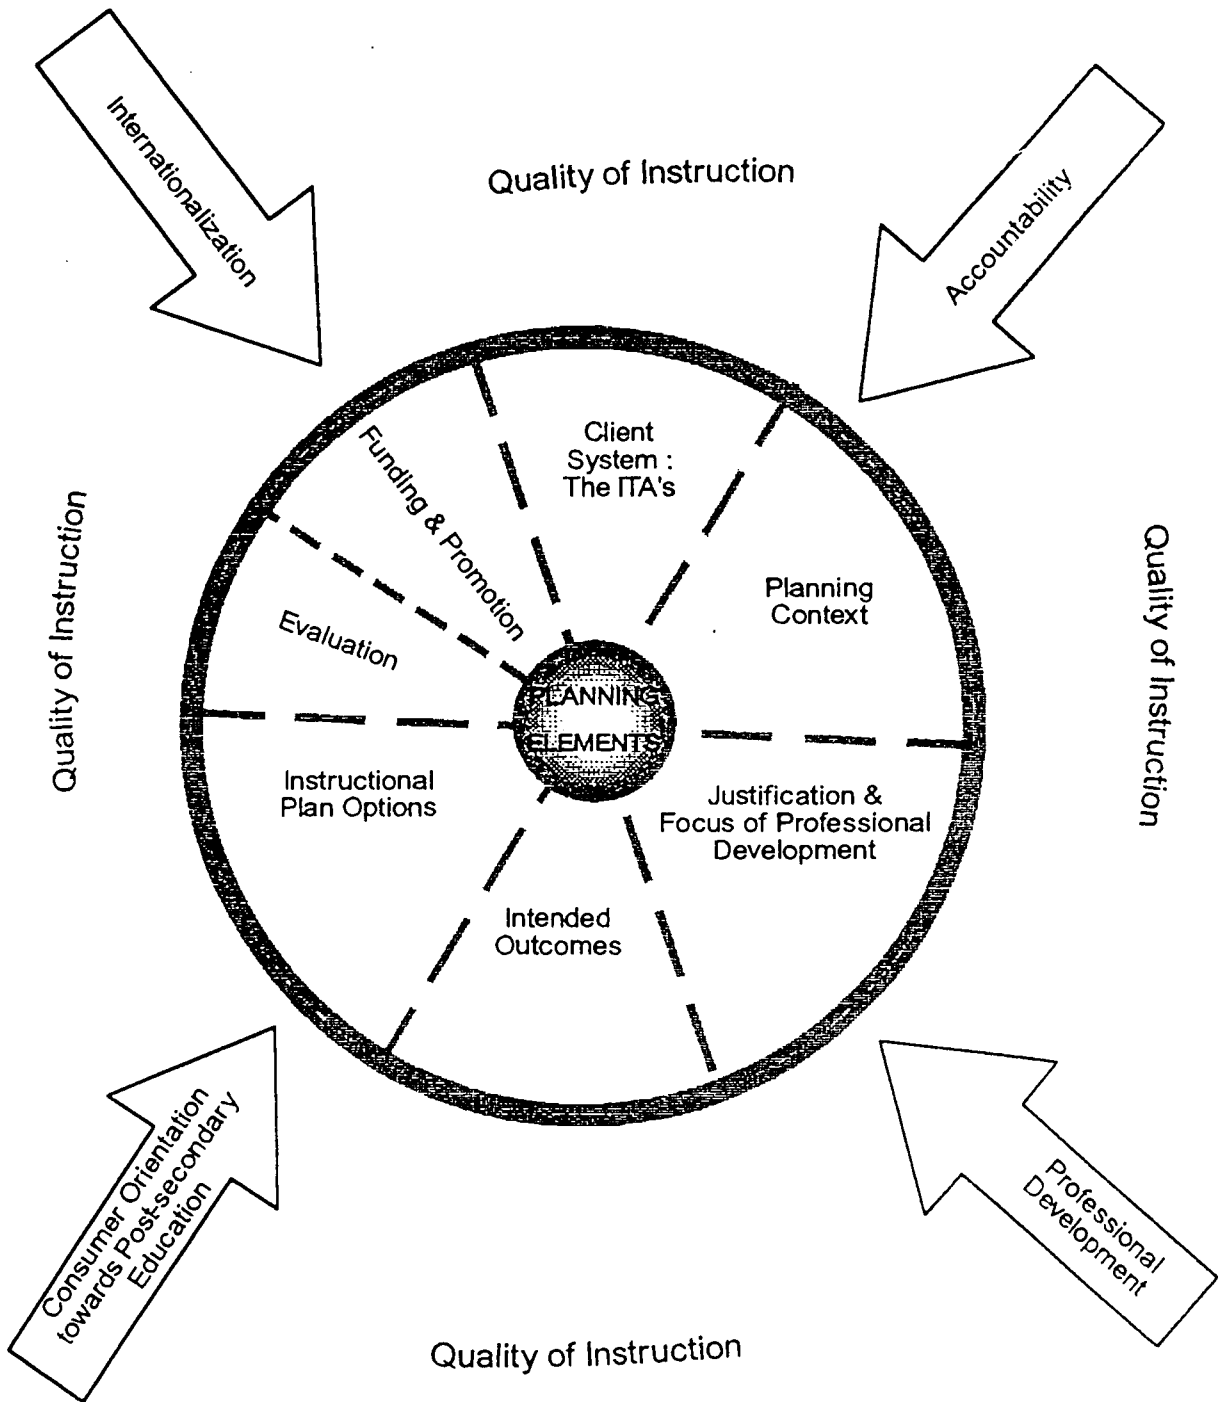 Internationalization
Quality of Instruction
Accountability
Client
System :
The ITA's
Funding & Promotion
Planning
Context
Evaluation
PLANNING
ELEMENTS
Quality of Instruction
Quality of Instruction
Instructional
Plan Options
Justification &
Focus of Professional
Development
Intended
Outcomes
Consumer Orientation
towards Post-secondary
Education
Professional
Development
Quality of Instruction